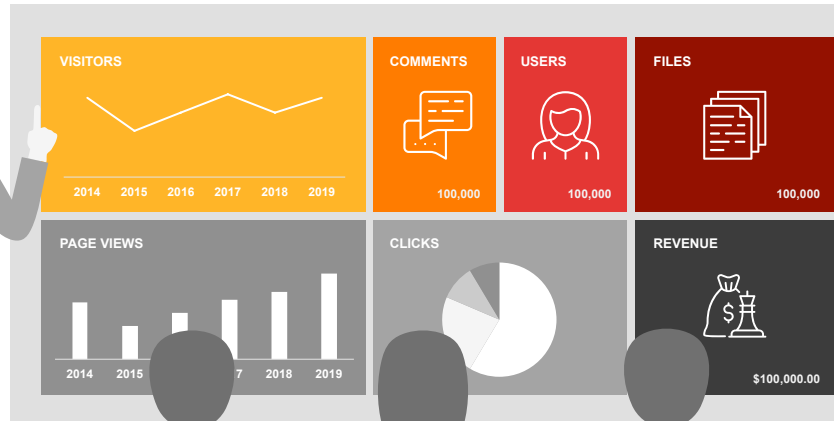 VISITORS
2014 2015 2016 2017 2018 2019
COMMENTS
100,000
USERS
100,000
FILES
100,000
PAGE VIEWS
2014 2015 7 2018 2019
CLICKS
REVENUE
$
$100,000.00